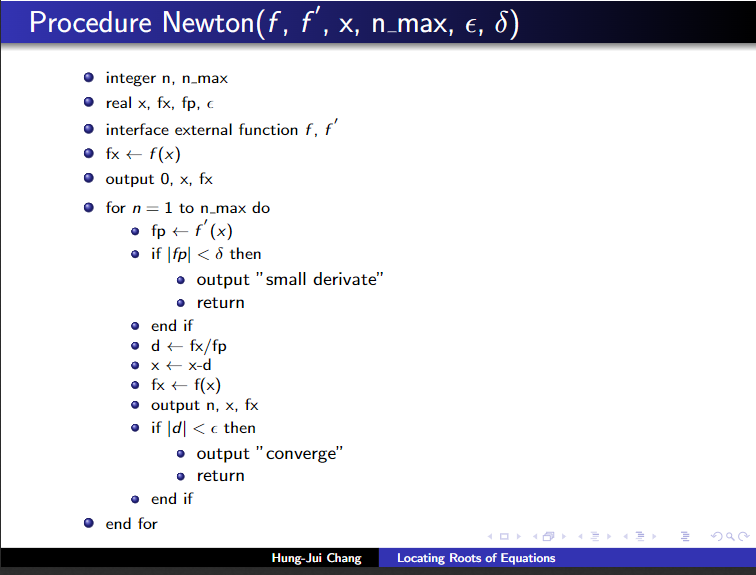 Procedure Newton(f, f′, x, n_max, ϵ, δ)
integer n, n_max
real x, fx, fp, ϵ
interface external function f, f′
fx ← f(x)
output 0, x, fx
for n = 1 to n_max do
fp ← f′(x)
if |fp| < δ then
output ”small derivate”
return
end if
d ← fx/fp
x ← x-d
fx ← f(x)
output n, x, fx
if |d| < ϵ then
output ”converge”
return
end if
end for
Hung-Jui Chang Locating Roots of Equations